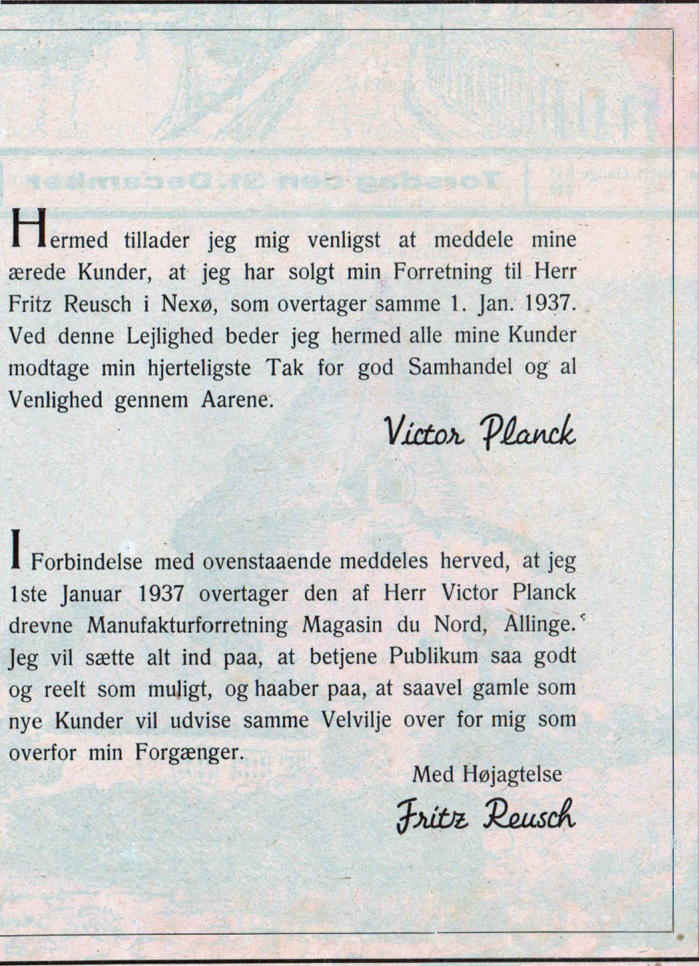 Hermed tillader jeg mig venligst at meddele mine
ærede Kunder, at jeg har solgt min Forretning til Herr
Fritz Reusch i Nexø, som overtager samme 1. Jan. 1937.
Ved denne Lejlighed beder jeg hermed alle mine Kunder
modtage min hjerteligste Tak for god Samhandel og al
Venlighed gennem Aarene.
Victor Planck
I Forbindelse med ovenstaaende meddeles herved, at jeg
1ste Januar 1937 overtager den af Herr Victor Planck
drevne Manufakturforretning Magasin du Nord, Allinge.
Jeg vil sætte alt ind paa, at betjene Publikum saa godt
og reelt som muligt, og haaber paa, at saavel gamle som
nye Kunder vil udvise samme Velvilje over for mig som
overfor min Forgænger.
Med Højagtelse
Fritz Reusch